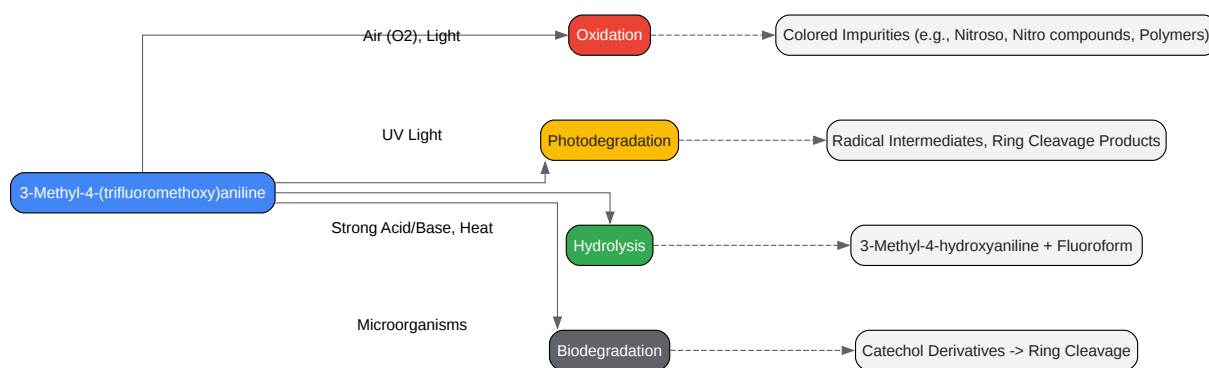 Air (O2), Light
Oxidation
Colored Impurities (e.g., Nitroso, Nitro compounds, Polymers)
UV Light
Photodegradation
Radical Intermediates, Ring Cleavage Products
3-Methyl-4-(trifluoromethoxy)aniline
Strong Acid/Base, Heat
Hydrolysis
3-Methyl-4-hydroxyaniline + Fluoroform
Microorganisms
Biodegradation
Catechol Derivatives -> Ring Cleavage